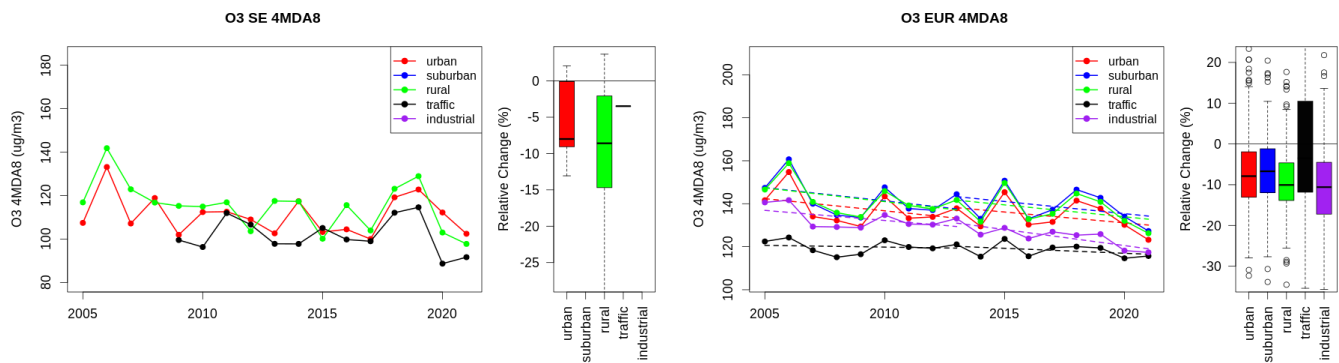 O3 SE 4MDA8
O3 SE 4MDA8
O3 4MDA8 (ug/m3)
80
100
120
140
160
180
2005
2010
2015
2020
urban
suburban
rural
traffic
industrial
Relative Change (%)
0
-5
-10
-15
-20
-25
urban
suburban
rural
traffic
industrial
O3 EUR 4MDA8
O3 4MDA8 (ug/m3)
100
120
140
160
180
200
2005
2010
2015
2020
urban
suburban
rural
traffic
industrial
Relative Change (%)
20
10
0
-10
-20
-30
urban
suburban
rural
traffic
industrial